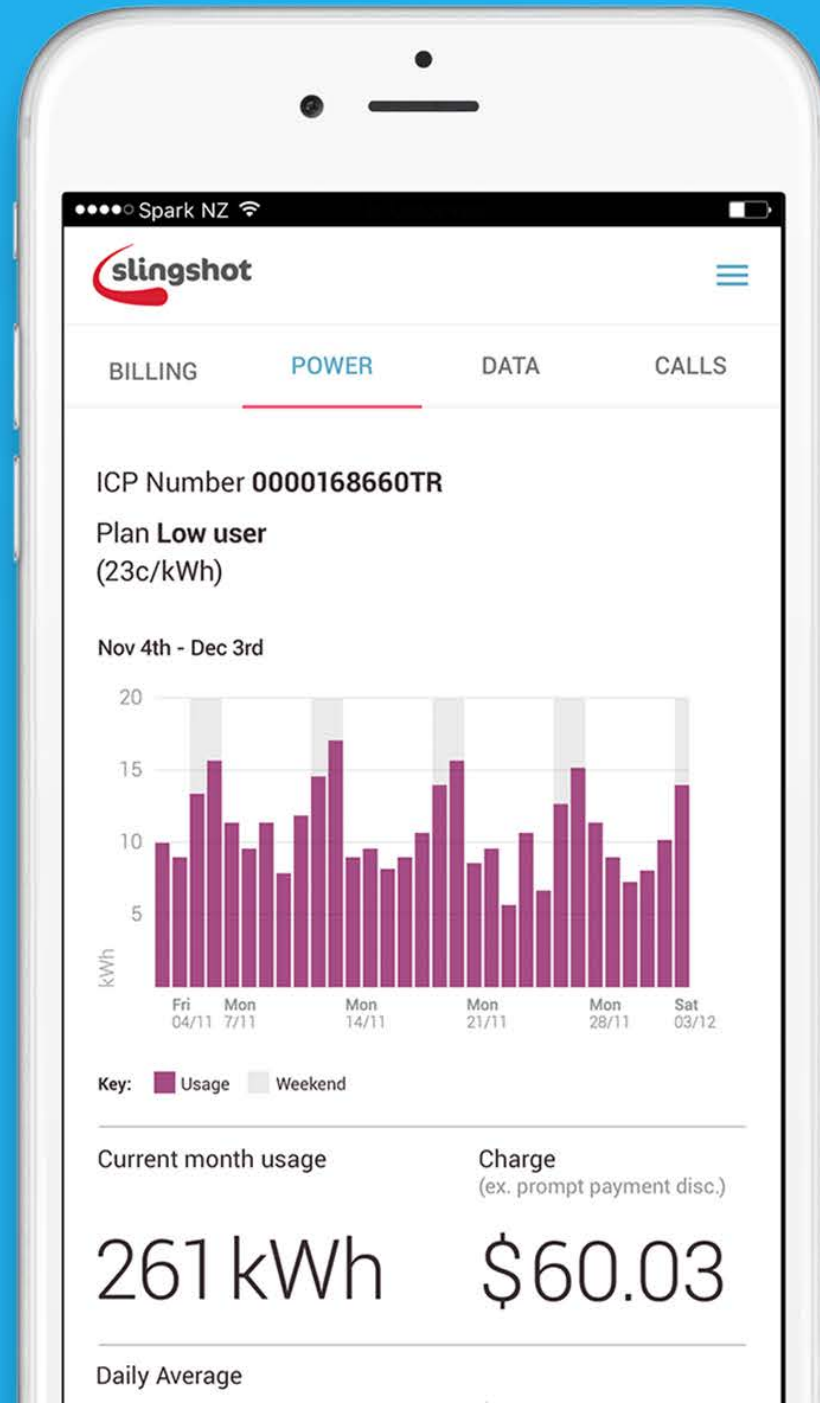 Spark NZ
slingshot
BILLING POWER DATA CALLS
ICP Number 0000168660TR
Plan Low user
(23c/kWh)
Nov 4th - Dec 3rd
20
15
10
5
kWh
Fri Mon Mon Mon Mon Sat
04/11 7/11 14/11 21/11 28/11 03/12
Key: Usage Weekend
Current month usage Charge
(ex. prompt payment disc.)
261 kWh $60.03
Daily Average